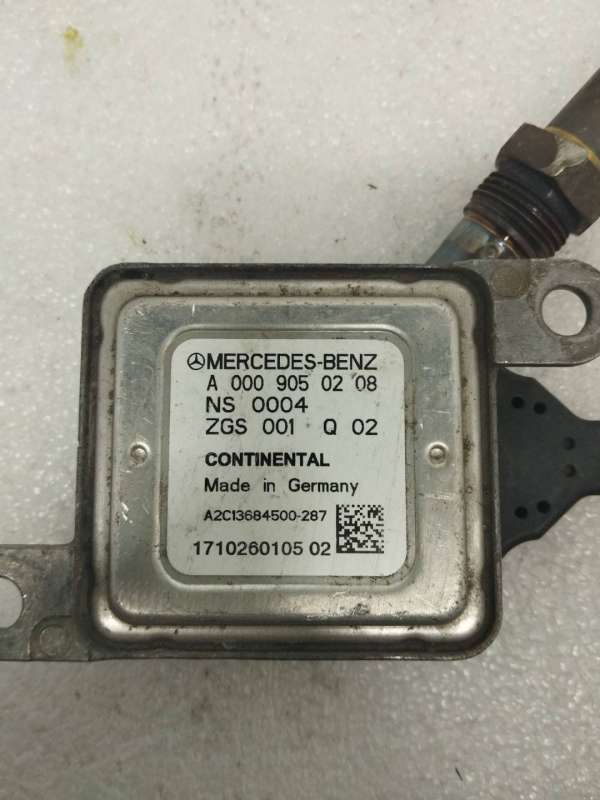 MERCEDES-BENZ
A 000 905 02 08
NS 0004
ZGS 001 Q 02
CONTINENTAL
Made in Germany
A2C13684500-287
1710260105 02